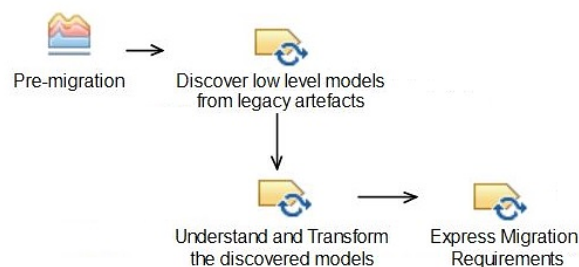 Pre-migration
Discover low level models
from legacy artefacts
Understand and Transform
the discovered models
Express Migration
Requirements